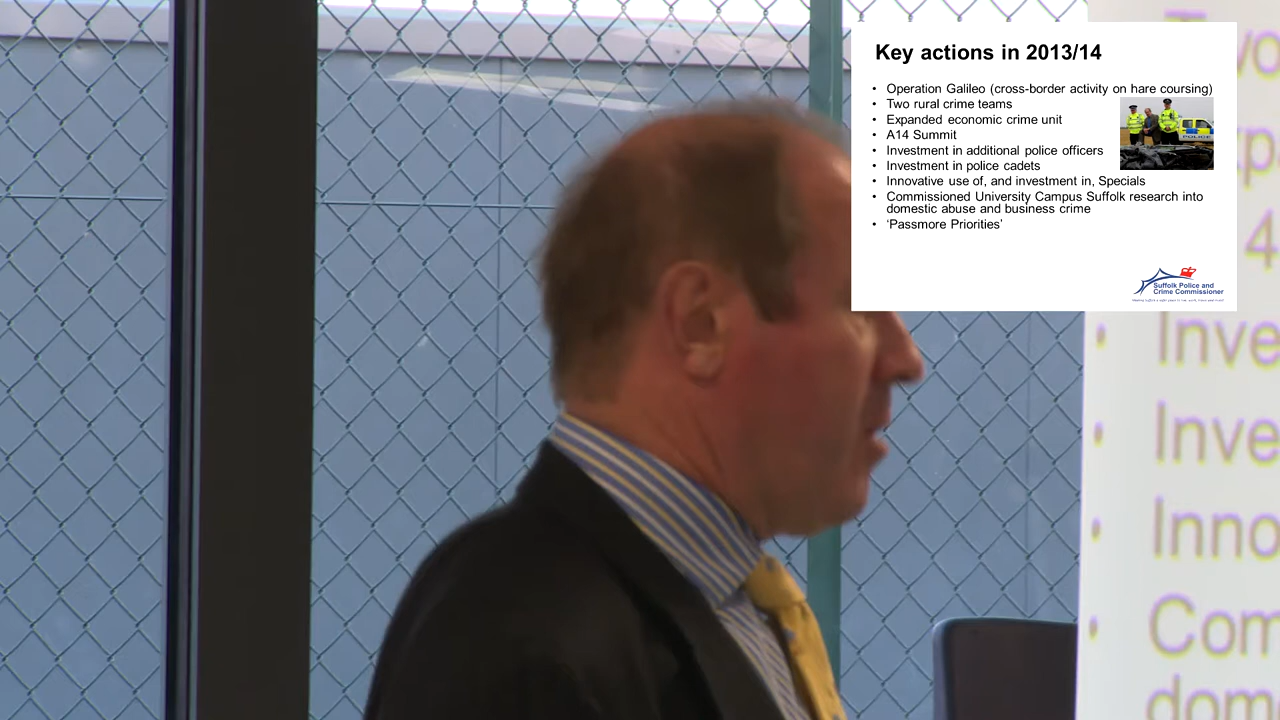 Key actions in 2013/14
• Operation Galileo (cross-border activity on hare coursing)
• Two rural crime teams
• Expanded economic crime unit
• A14 Summit
• Investment in additional police officers
• Investment in police cadets
• Innovative use of, and investment in, Specials
• Commissioned University Campus Suffolk research into
domestic abuse and business crime
• ‘Passmore Priorities’
POLICE
Suffolk Police and
Crime Commissioner
4
• Inve
• Inve
• Inno
• Com
dome